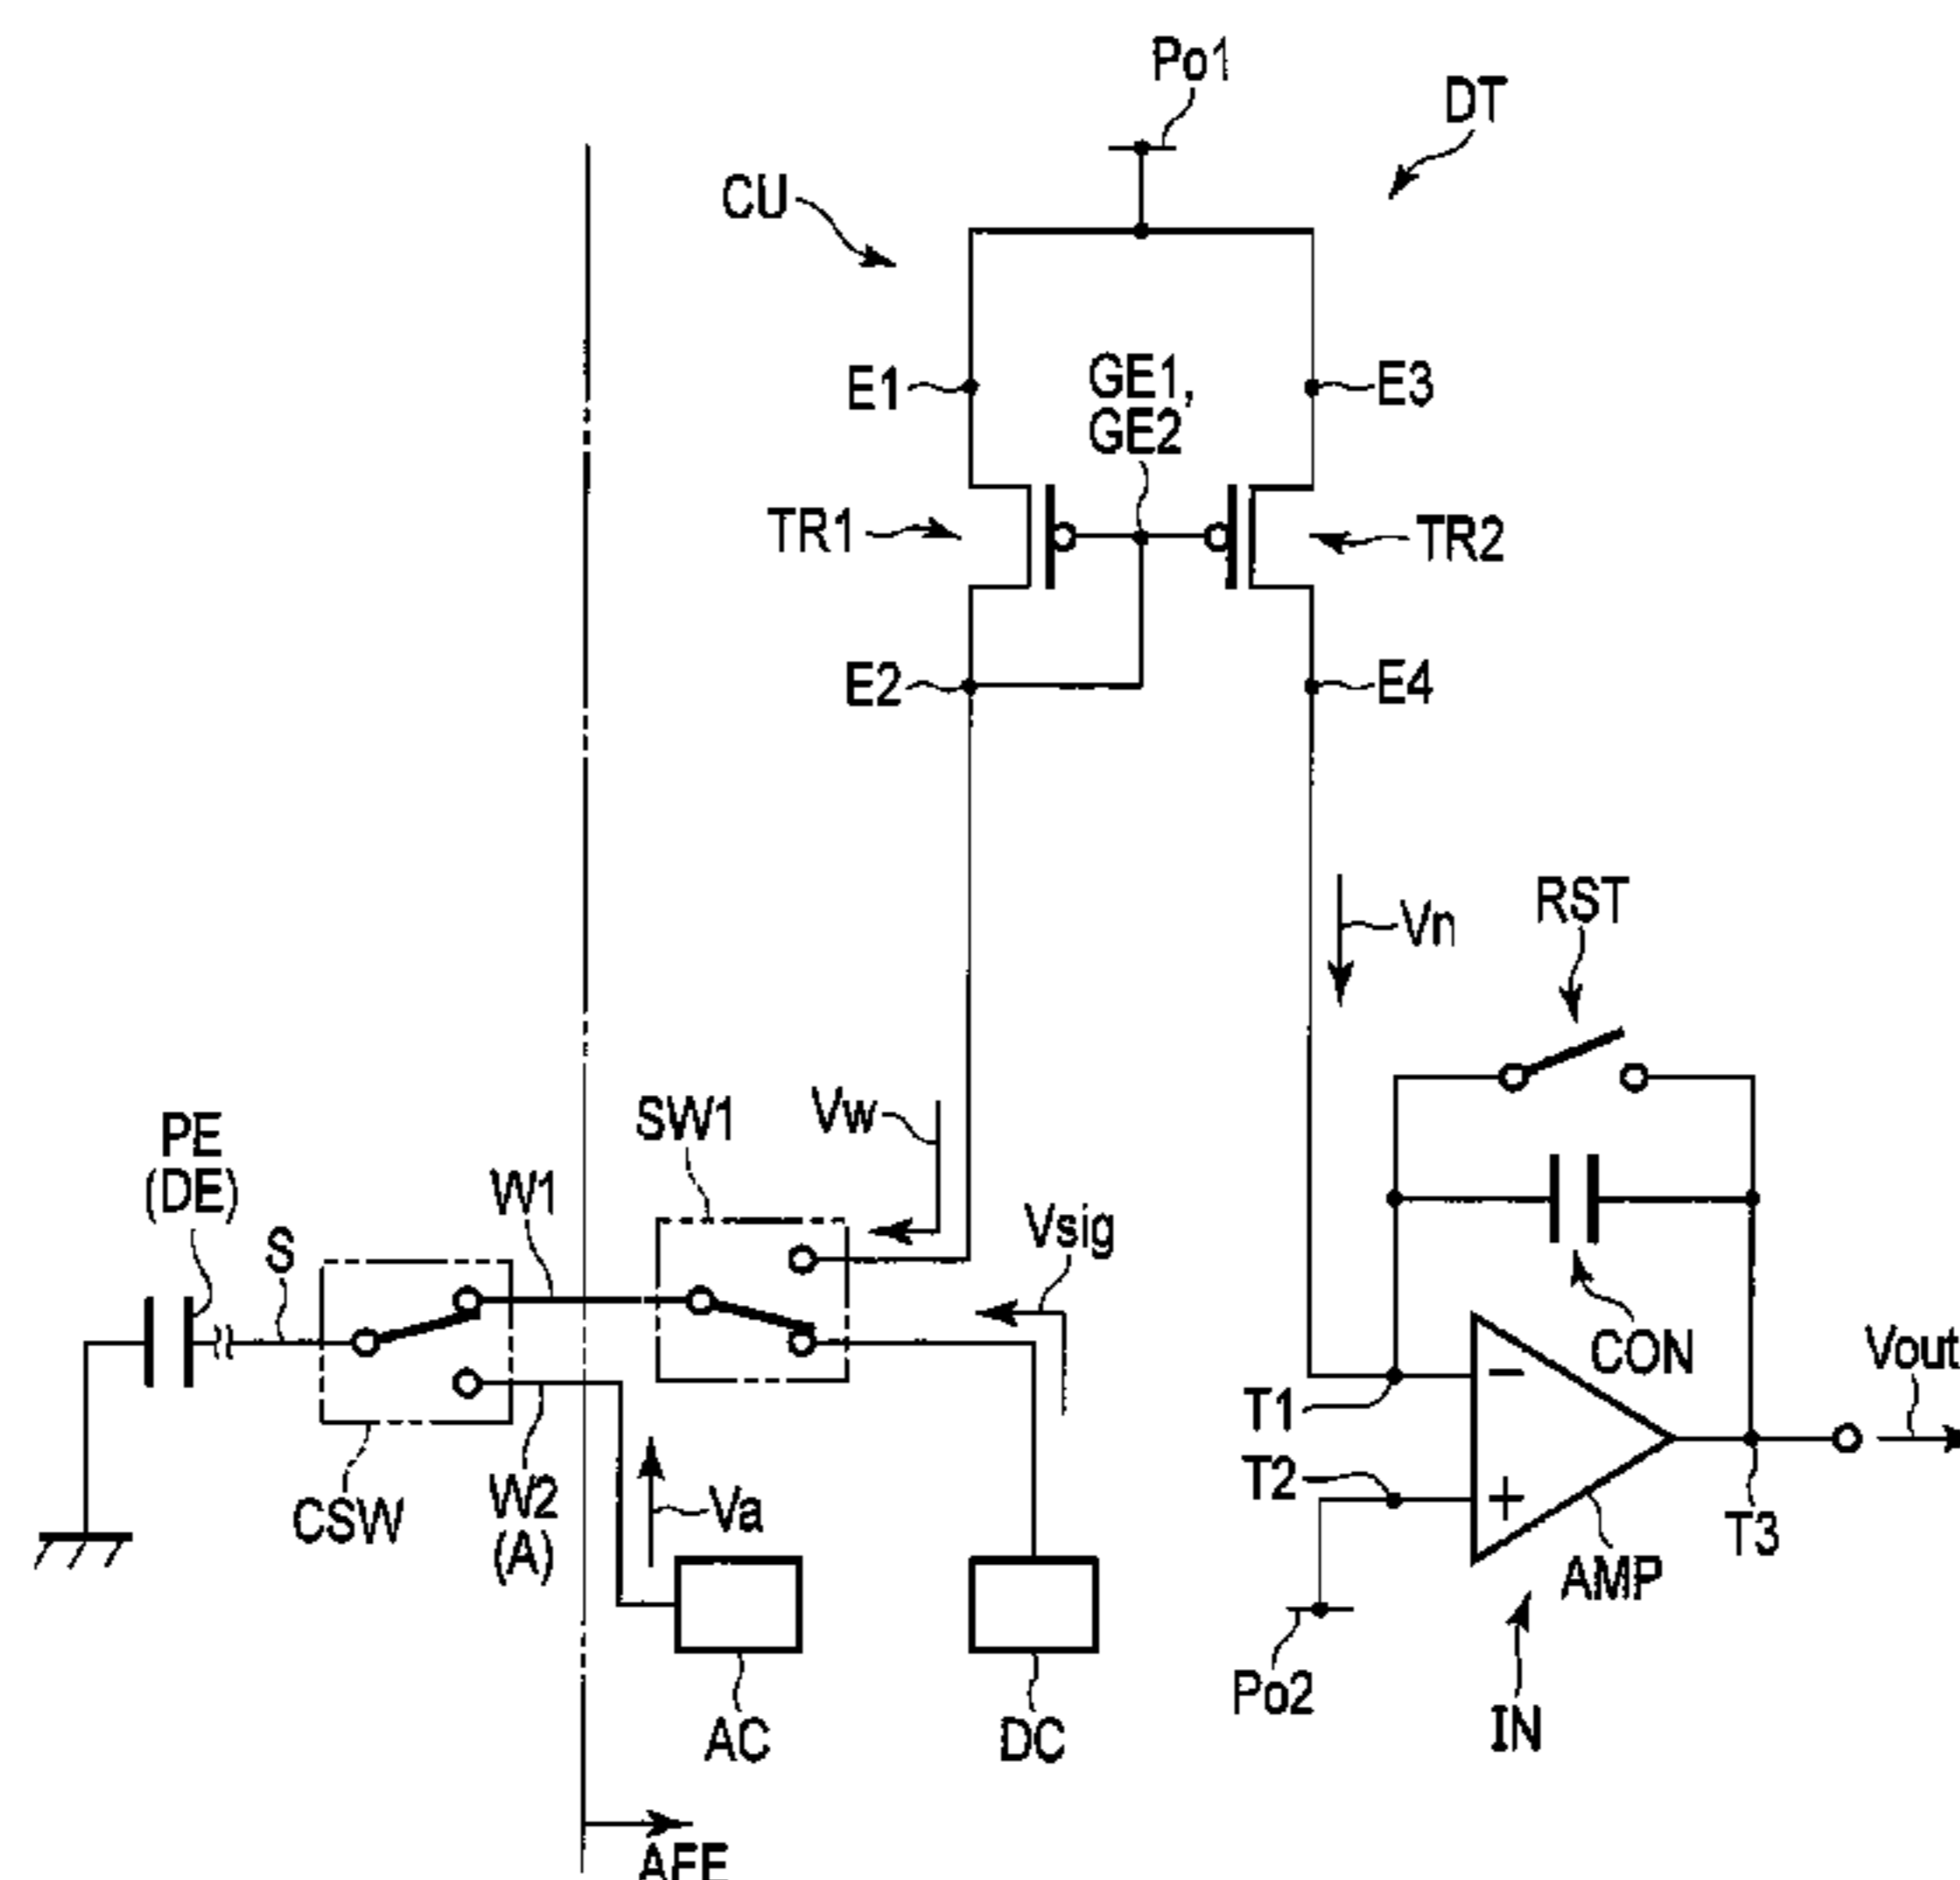 Po1
DT
CU
E1
GE1,
GE2
E3
TR1
TR2
E2
E4
Vn
RST
PE
(DE)
S
W1
SW1
Vw
Vsig
CON
Vout
T1
T2
CSW
W2
(A)
Va
T3
AMP
Po2
IN
AC
DC
AFE